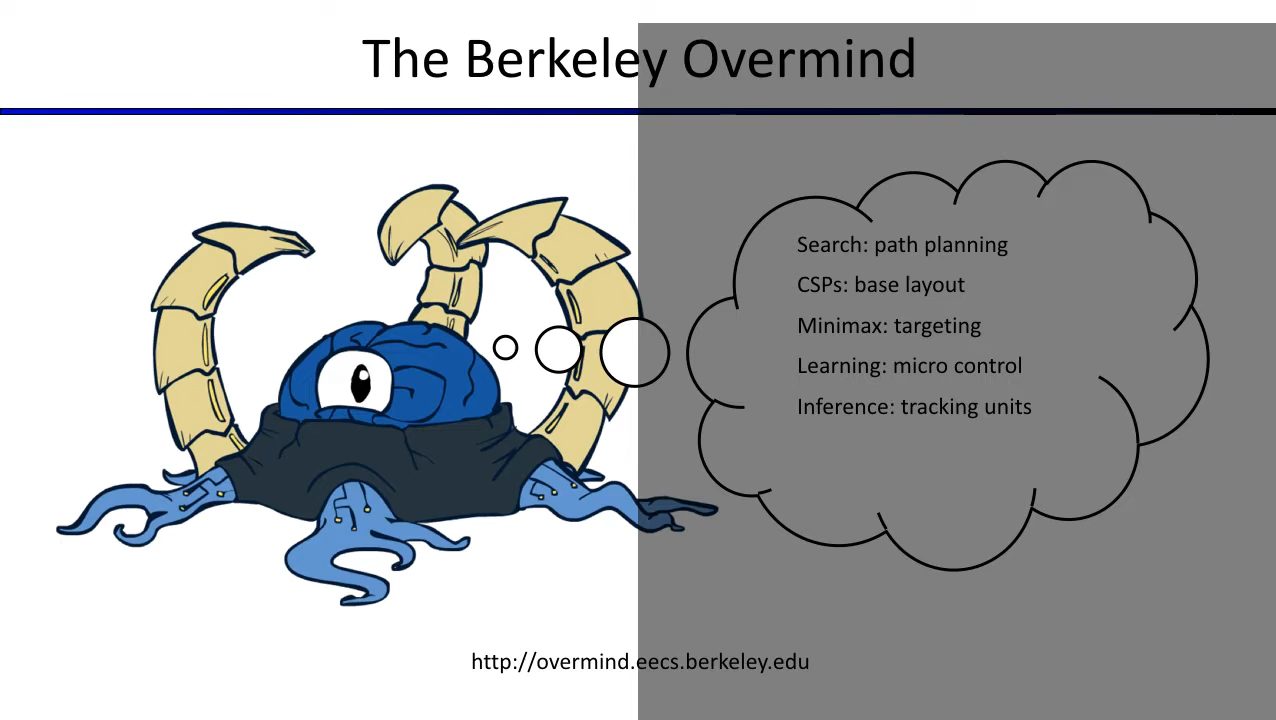 The Berkeley Overmind
Search: path planning
CSPs: base layout
Minimax: targeting
Learning: micro control
Inference: tracking units
http://overmind.eecs.berkeley.edu